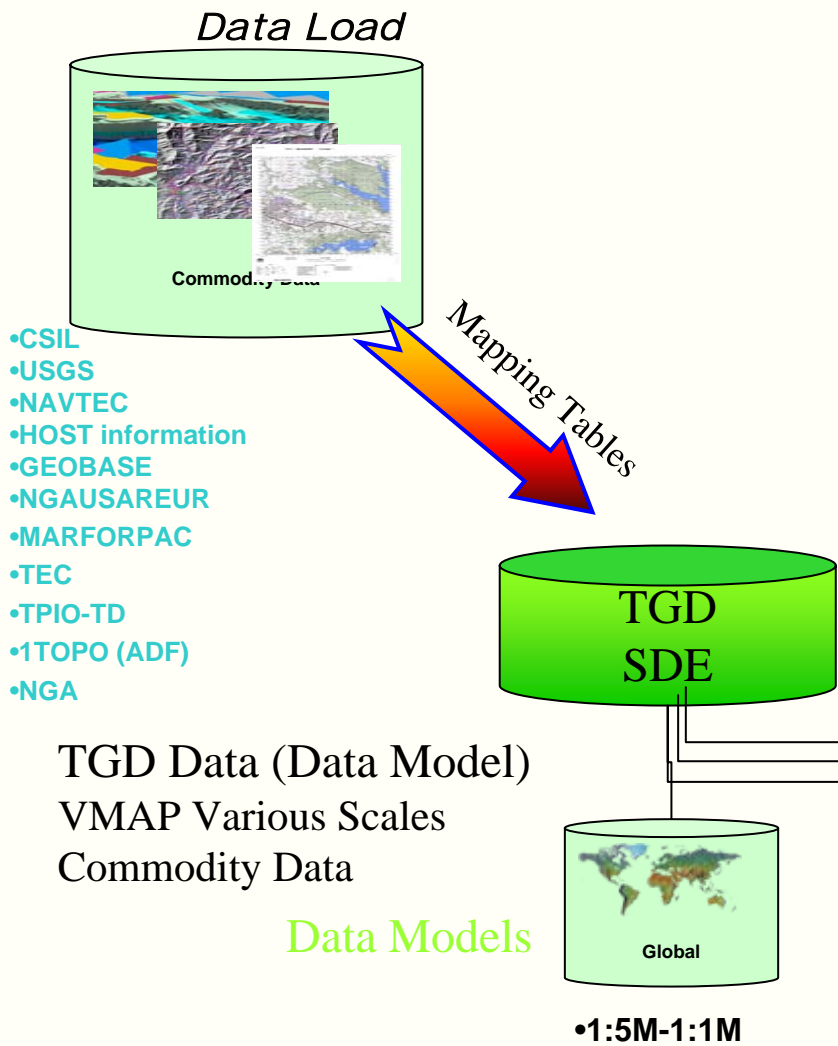 Data Load
Commodity Data
Mapping Tables
•CSIL
•USGS
•NAVTEC
•HOST information
•GEOBASE
•NGAUSAREUR
•MARFORPAC
•TEC
•TPIO-TD
•1TOPO (ADF)
•NGA
TGD
SDE
TGD Data (Data Model)
VMAP Various Scales
Commodity Data
Data Models
Global
•1:5M-1:1M